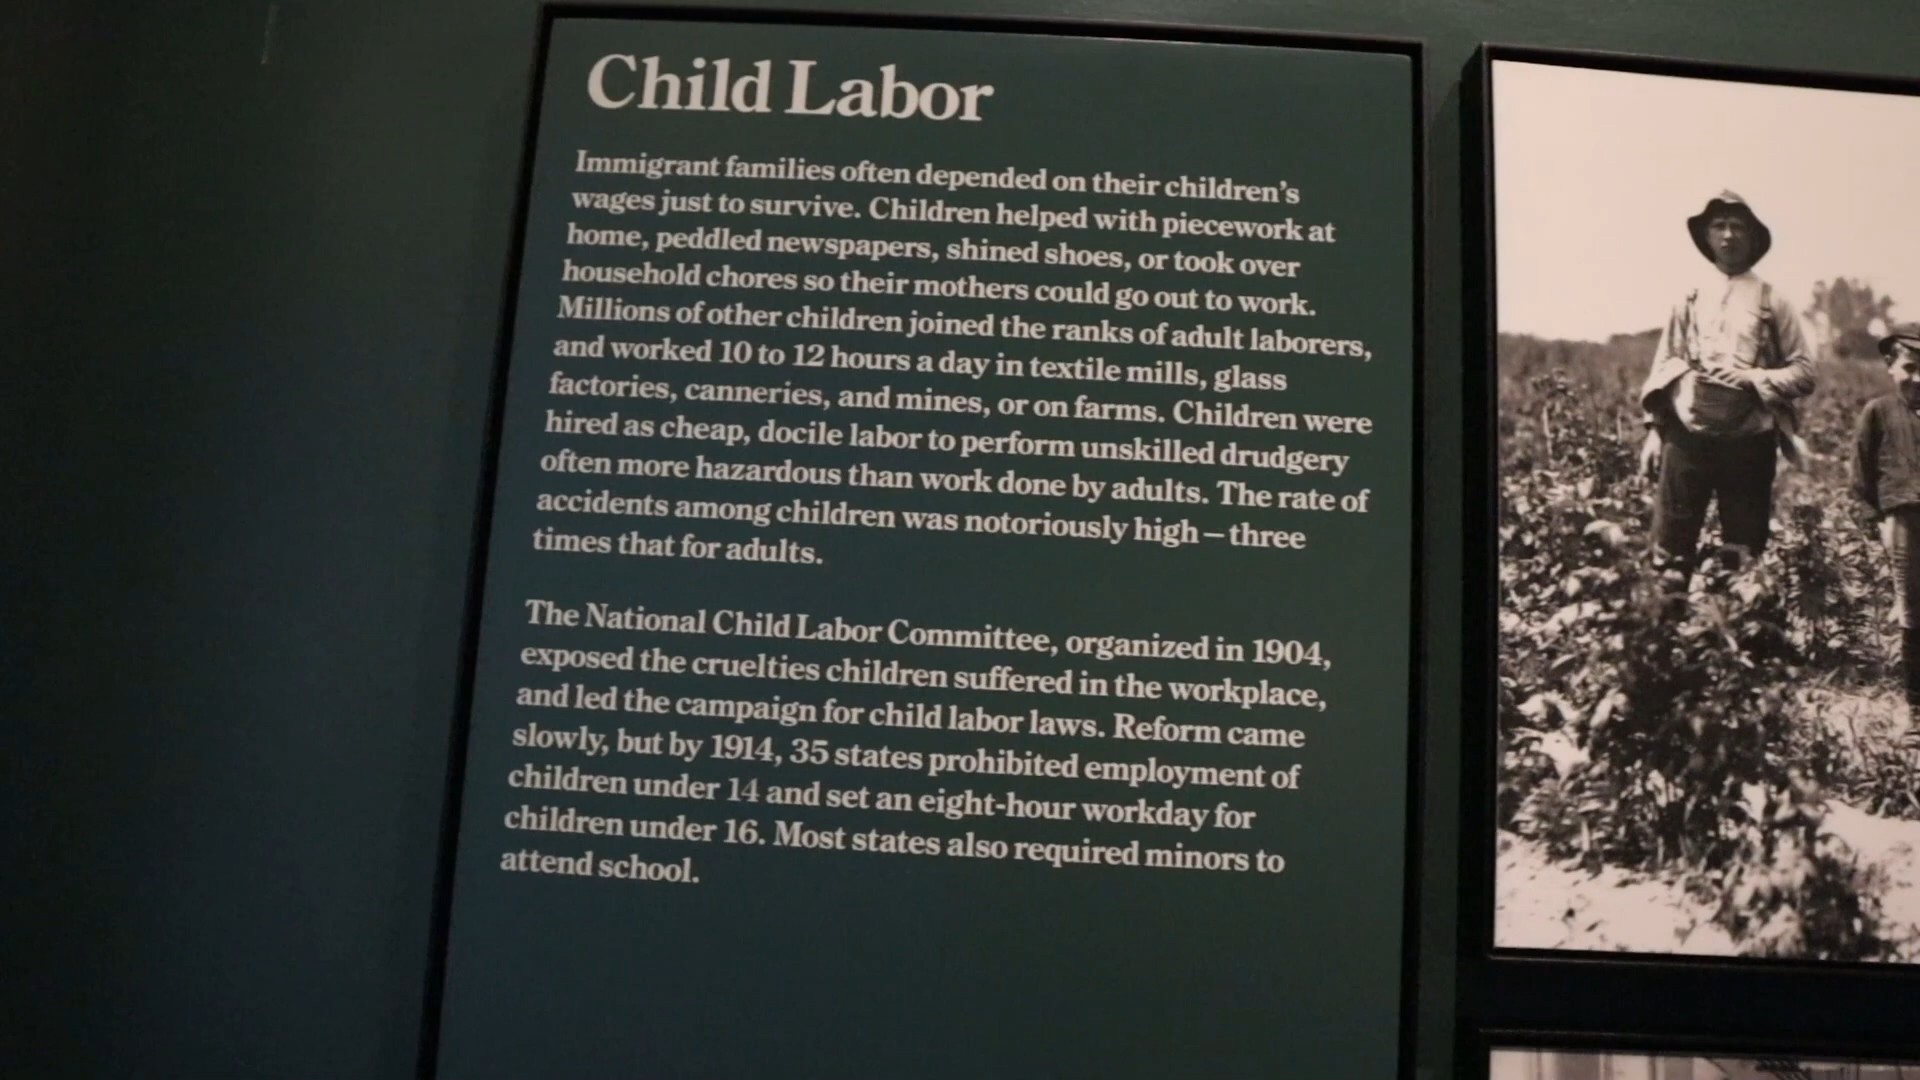 Child Labor
Immigrant families often depended on their children's
wages just to survive. Children helped with piecework at
home, peddled newspapers, shined shoes, or took over
household chores so their mothers could go out to work.
Millions of other children joined the ranks of adult laborers,
and worked 10 to 12 hours a day in textile mills, glass
factories, canneries, and mines, or on farms. Children were
hired as cheap, docile labor to perform unskilled drudgery
often more hazardous than work done by adults. The rate of
accidents among children was notoriously high – three
times that for adults.
The National Child Labor Committee, organized in 1904,
exposed the cruelties children suffered in the workplace,
and led the campaign for child labor laws. Reform came
slowly, but by 1914, 35 states prohibited employment of
children under 14 and set an eight-hour workday for
children under 16. Most states also required minors to
attend school.